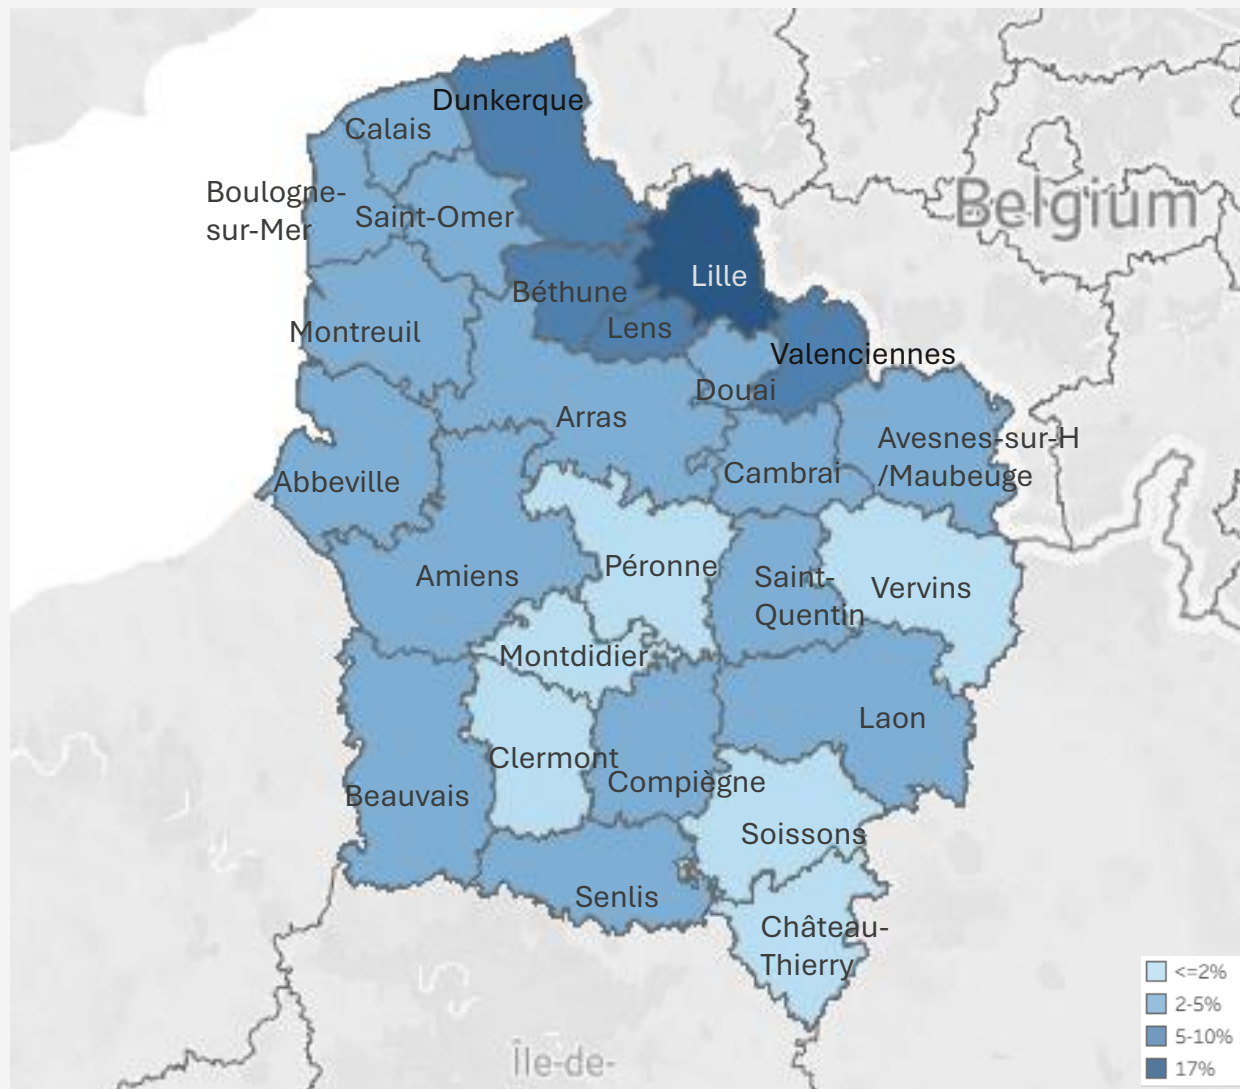 Dunkerque
Calais
Boulogne-
sur-Mer
Saint-Omer
Belgium
Lille
Béthune
Lens
Montreuil
Valenciennes
Douai
Arras
Avesnes-sur-H
/Maubeuge
Cambrai
Abbeville
Péronne
Amiens
Saint-
Quentin
Vervins
Montdidier
Laon
Clermont
Compiègne
Beauvais
Soissons
Senlis
Château-
Thierry
<=2%
2-5%
5-10%
17%
Île-de-